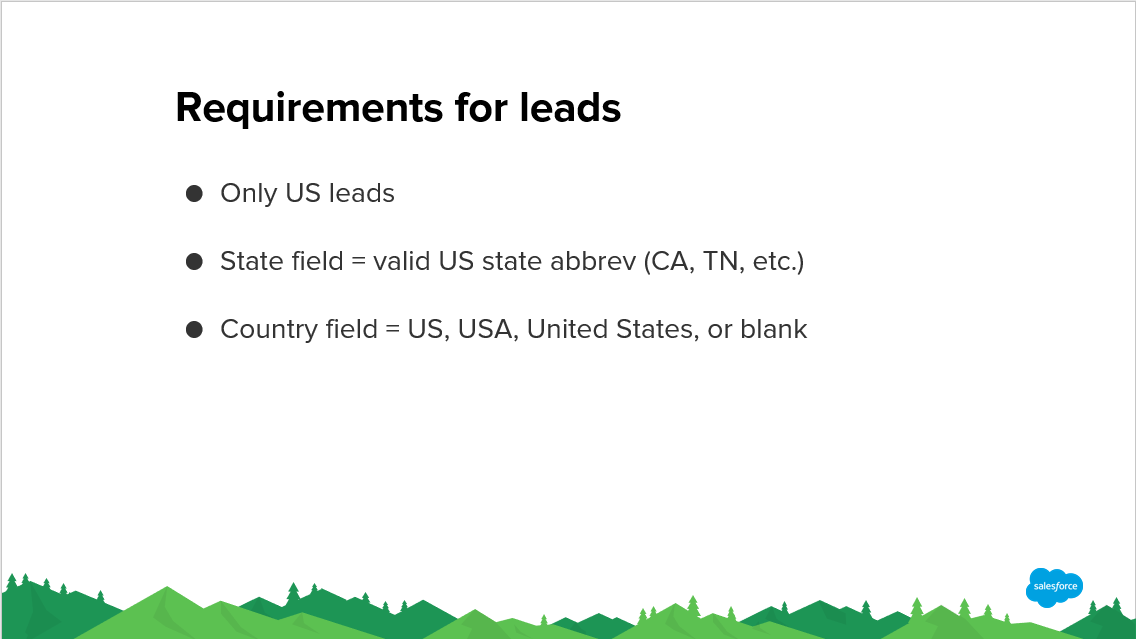 Requirements for leads
● Only US leads
● State field = valid US state abbrev (CA, TN, etc.)
● Country field = US, USA, United States, or blank
salesforce